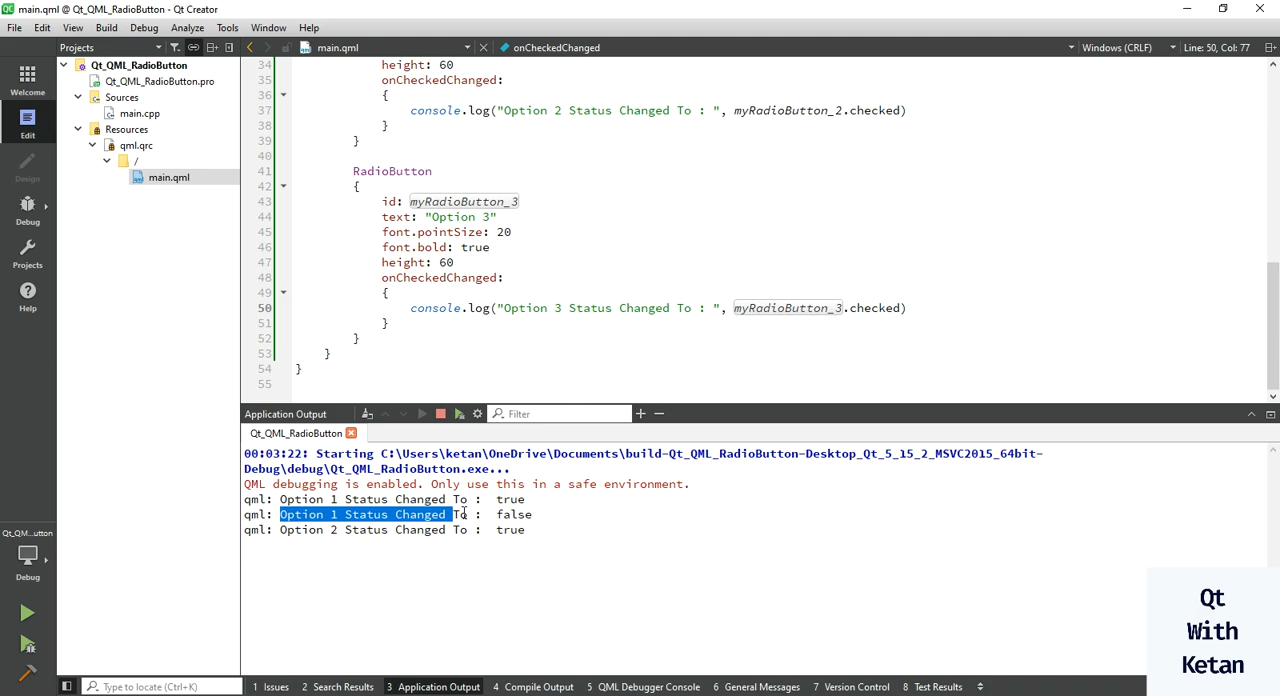 main.qml @ Qt_QML_RadioButton - Qt Creator
File Edit View Build Debug Analyze Tools Window Help
Projects main.qml onCheckedChanged Windows (CRLF) Line: 50, Col: 77
Welcome
Edit
Design
Debug
Projects
Help
Qt_QML_RadioButton
Qt_QML_RadioButton.pro
Sources
main.cpp
Resources
qml.qrc
/
main.qml
34 height: 60
35 onCheckedChanged:
36 {
37 console.log("Option 2 Status Changed To : ", myRadioButton_2.checked)
38 }
39 }
40
41 RadioButton
42 {
43 id: myRadioButton_3
44 text: "Option 3"
45 font.pointSize: 20
46 font.bold: true
47 height: 60
48 onCheckedChanged:
49 {
50 console.log("Option 3 Status Changed To : ", myRadioButton_3.checked)
51 }
52 }
53 }
54 }
55
Application Output Filter
Qt_QML_RadioButton
00:03:22: Starting C:\Users\ketan\OneDrive\Documents\build-Qt_QML_RadioButton-Desktop_Qt_5_15_2_MSVC2015_64bit-
Debug\debug\Qt_QML_RadioButton.exe...
QML debugging is enabled. Only use this in a safe environment.
qml: Option 1 Status Changed To : true
qml: Option 1 Status Changed To : false
qml: Option 2 Status Changed To : true
Qt_QM...utton
Debug
Qt
With
Ketan
Type to locate (Ctrl+K) 1 Issues 2 Search Results 3 Application Output 4 Compile Output 5 QML Debugger Console 6 General Messages 7 Version Control 8 Test Results